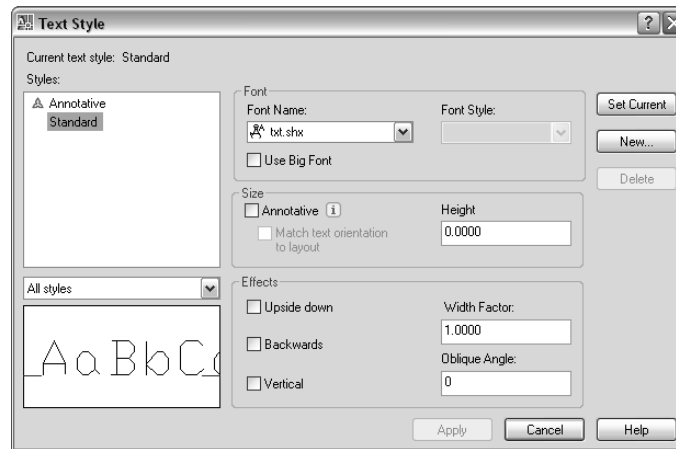 Text Style
Current text style: Standard
Styles:
Annotative
Standard
All styles
AaBbC
Font
Font Name:
txt.shx
Use Big Font
Font Style:
Size
Annotative
Match text orientation
to layout
Height
0.0000
Effects
Upside down
Backwards
Vertical
Width Factor:
1.0000
Oblique Angle:
0
Set Current
New...
Delete
Apply
Cancel
Help